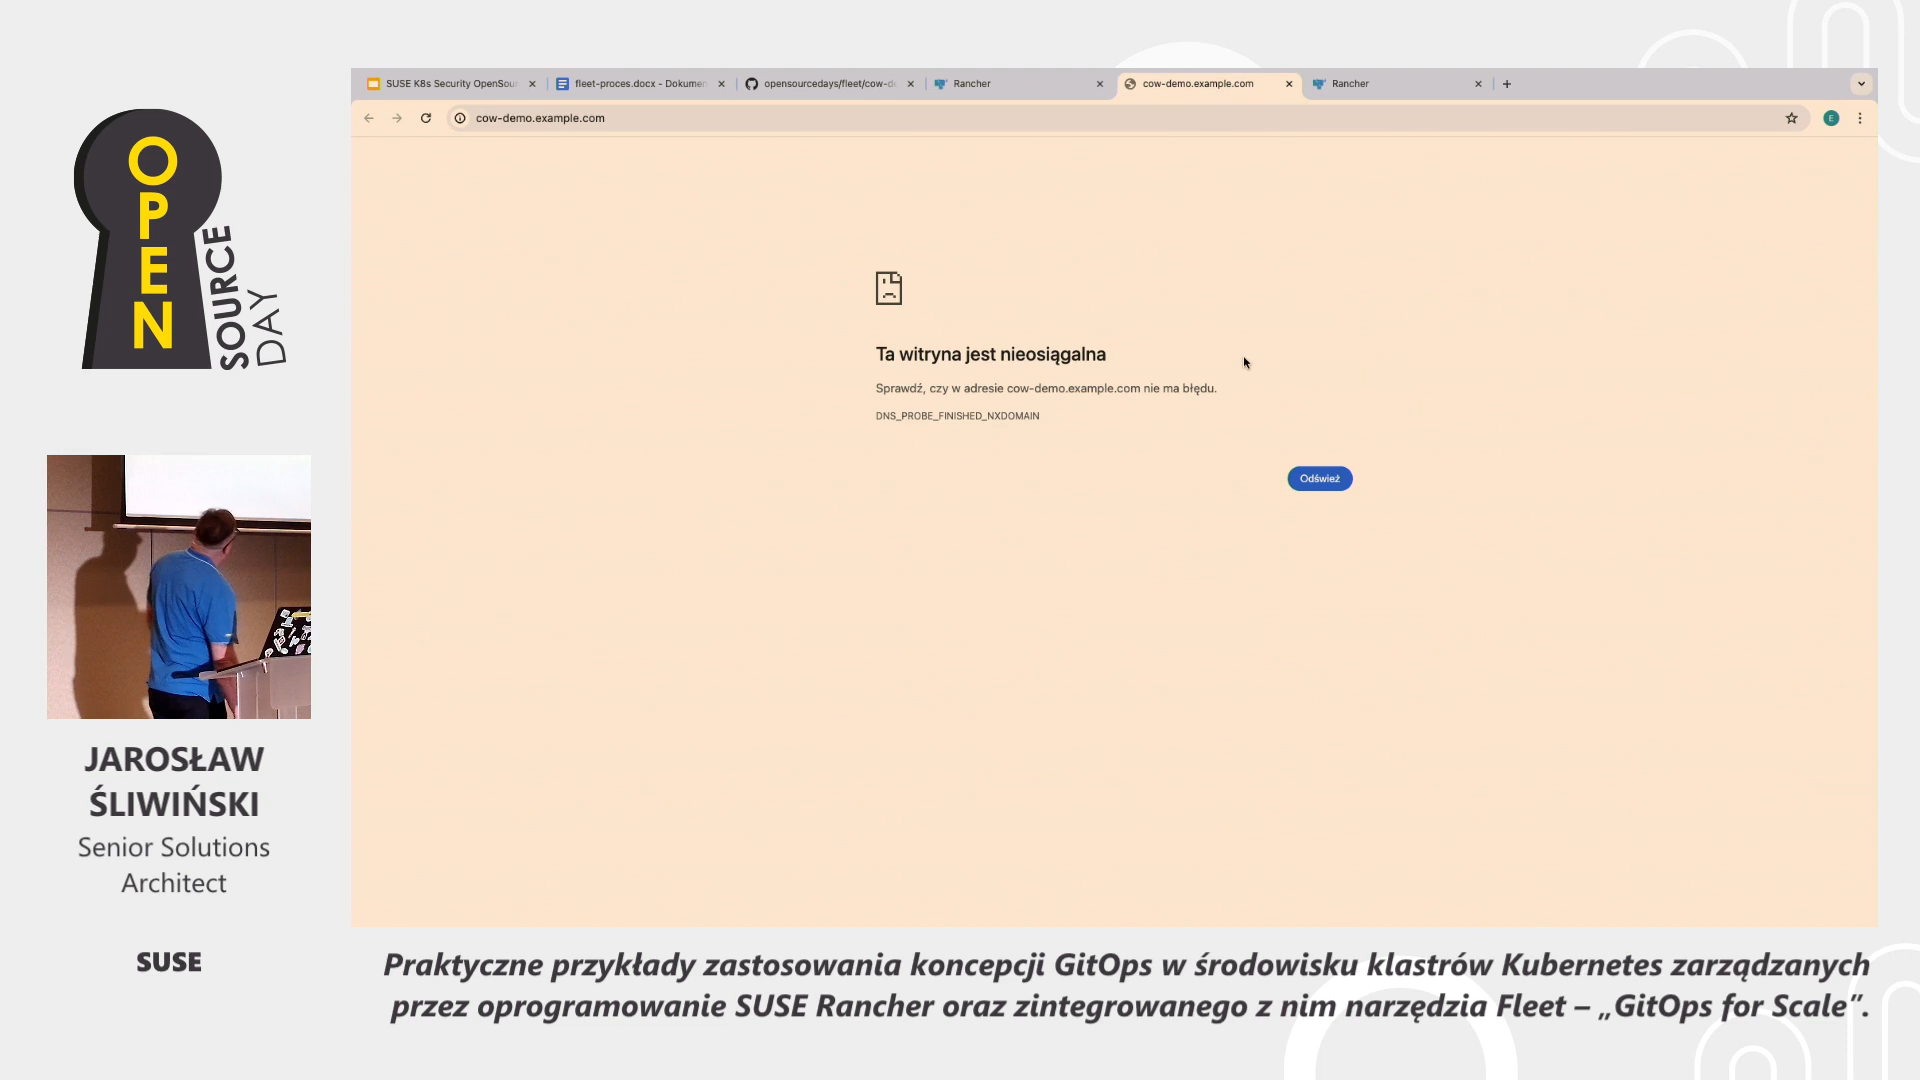 OPEN
SOURCE
DAY
SUSE K8s Security OpenSour
fleet-proces.docx - Dokumen
opensourcedays/fleet/cow-de
Rancher
cow-demo.example.com
Rancher
cow-demo.example.com
E
Ta witryna jest nieosiągalna
Sprawdź, czy w adresie cow-demo.example.com nie ma błędu.
DNS_PROBE_FINISHED_NXDOMAIN
Odśwież
JAROSŁAW
ŚLIWIŃSKI
Senior Solutions
Architect
SUSE
Praktyczne przykłady zastosowania koncepcji GitOps w środowisku klastrów Kubernetes zarządzanych
przez oprogramowanie SUSE Rancher oraz zintegrowanego z nim narzędzia Fleet – „GitOps for Scale”.